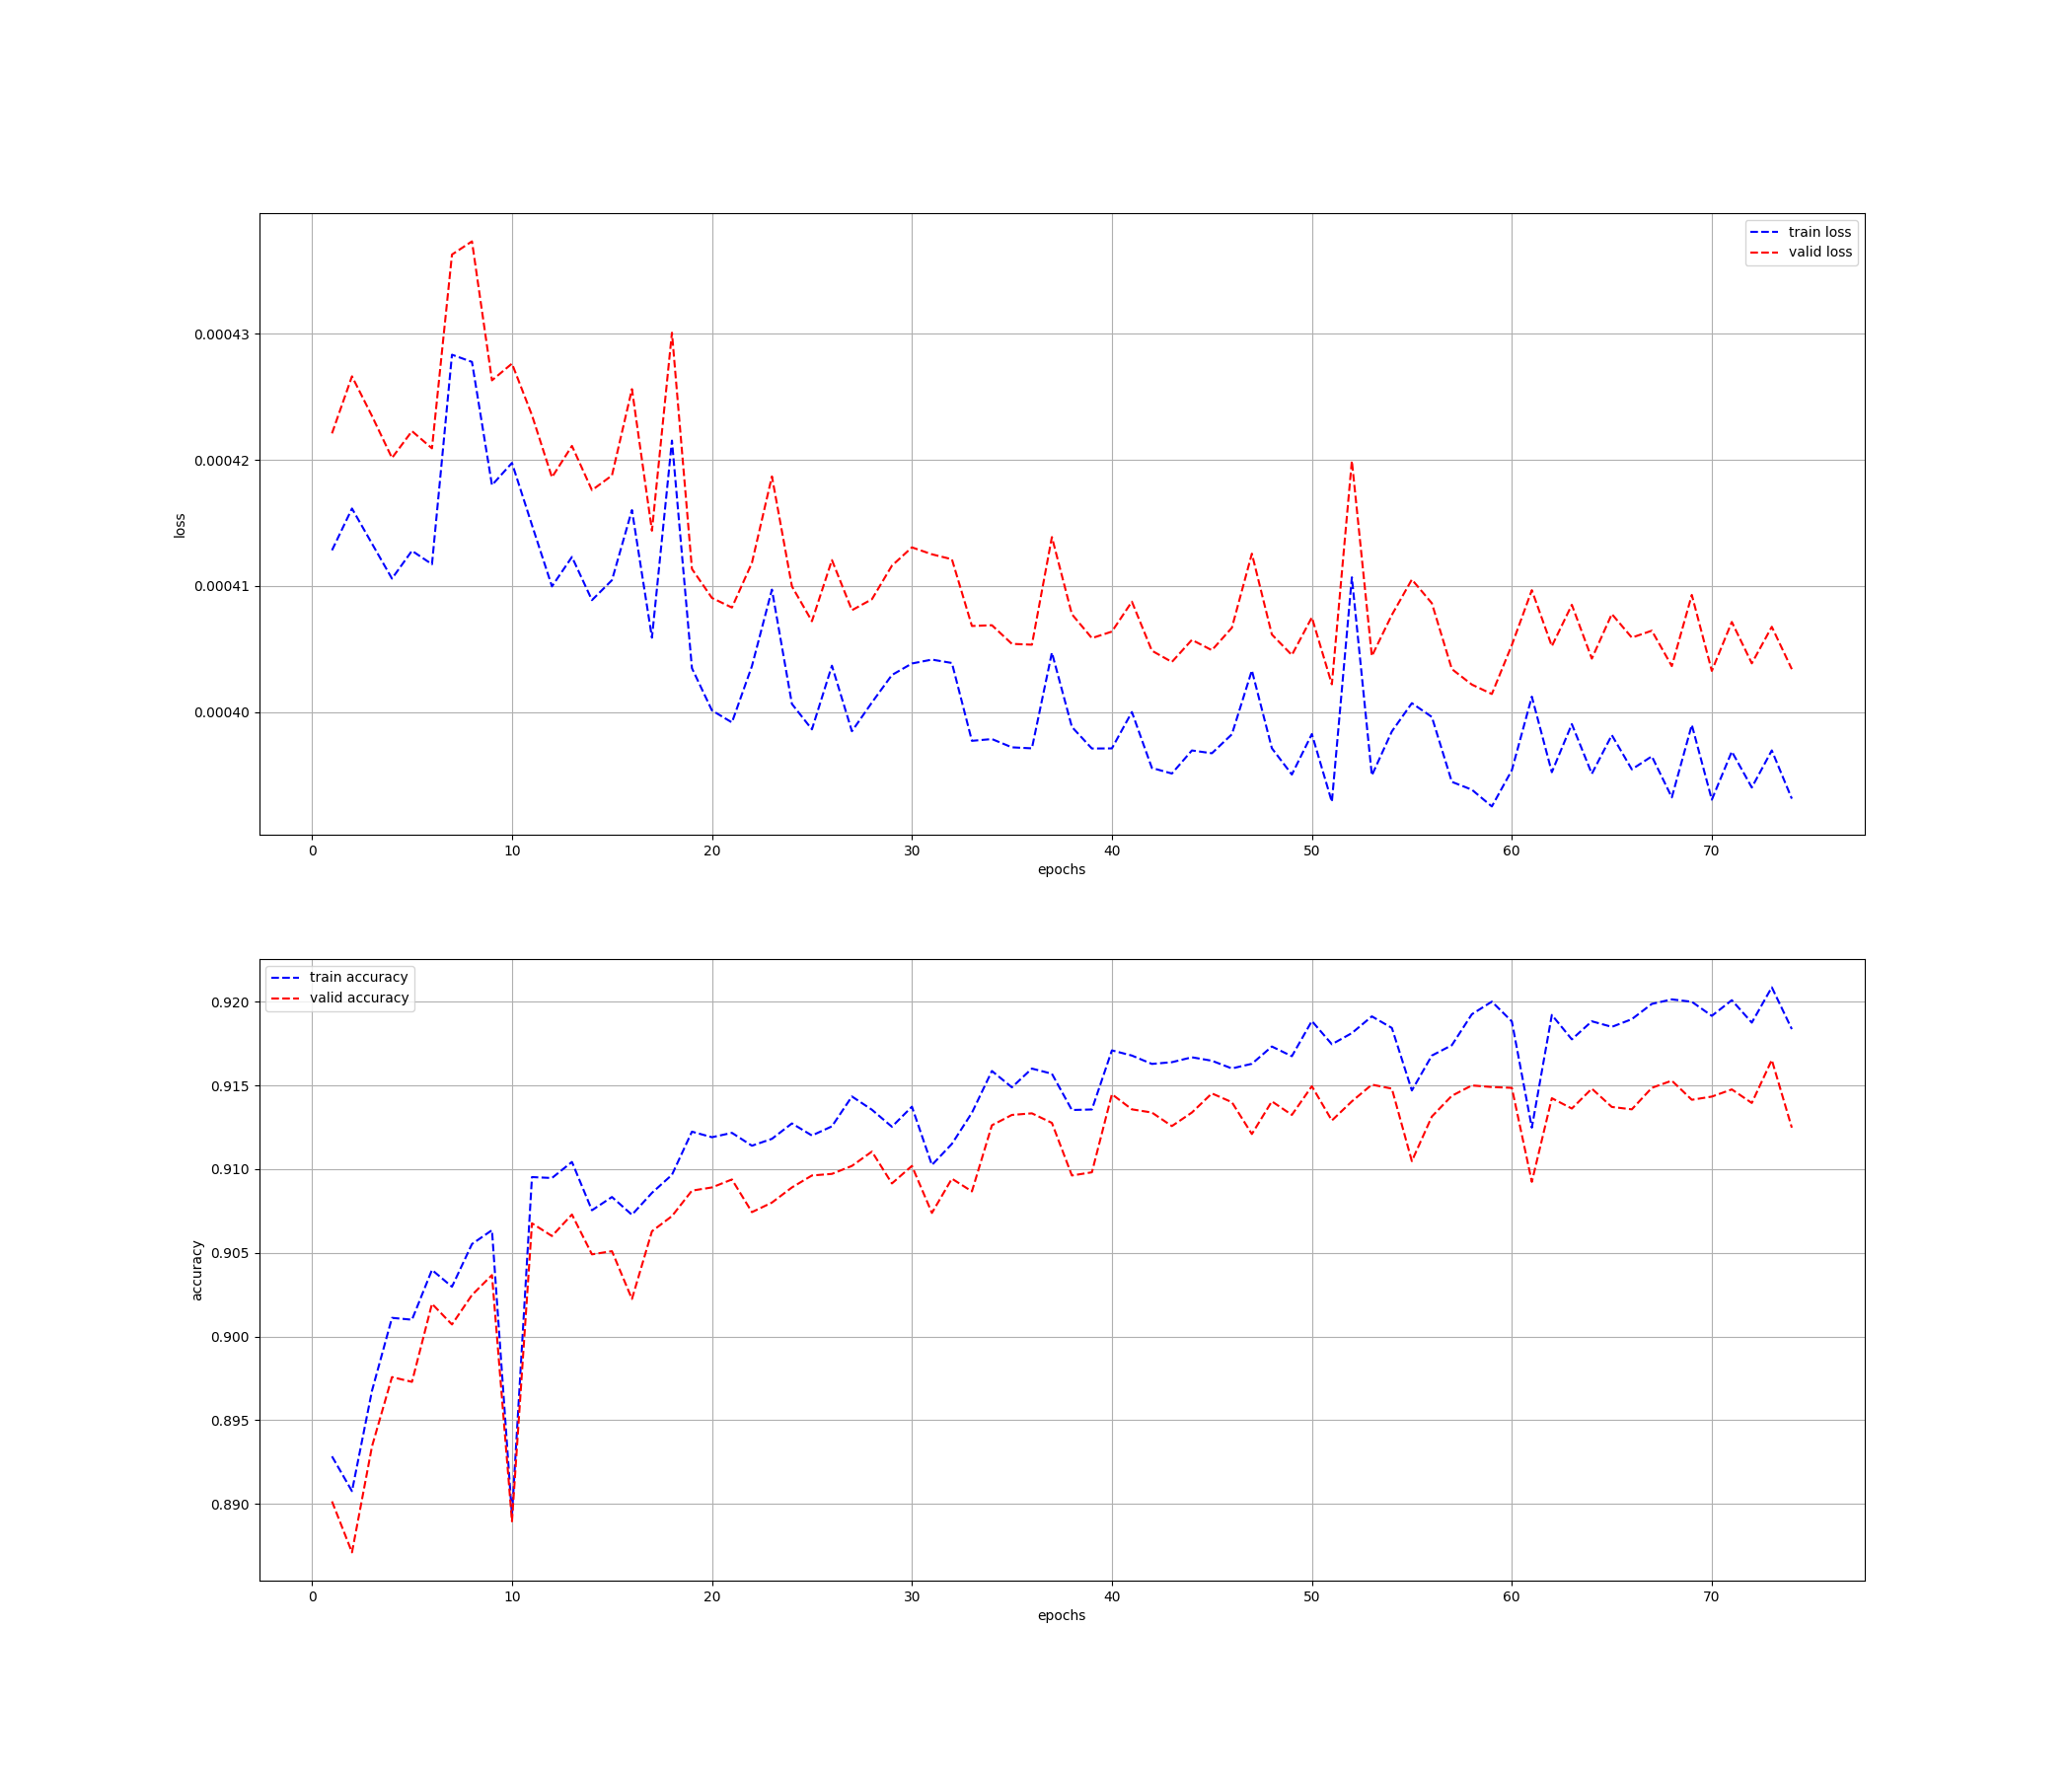 train loss
valid loss
0.00043
0.00042
0.00041
0.00040
loss
0 10 20 30 40 50 60 70
epochs
train accuracy
valid accuracy
0.920
0.915
0.910
0.905
0.900
0.895
0.890
accuracy
0 10 20 30 40 50 60 70
epochs